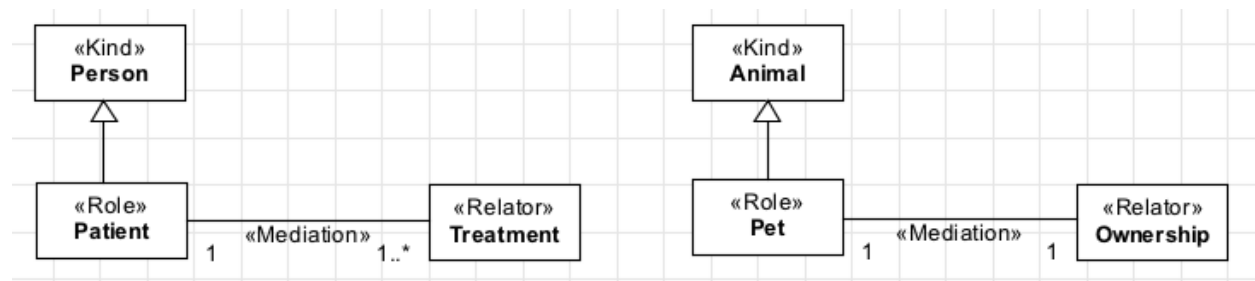 «Kind»
Person
«Kind»
Animal
«Role»
Patient
«Mediation»
1
1..*
«Relator»
Treatment
«Role»
Pet
«Mediation»
1
1
«Relator»
Ownership